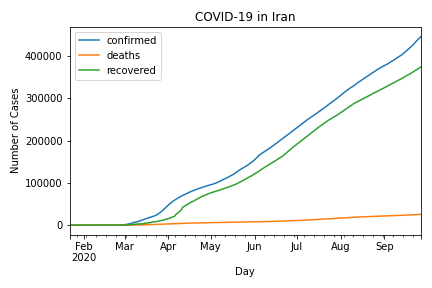 COVID-19 in Iran
confirmed
deaths
recovered
Number of Cases
400000
300000
200000
100000
0
Feb Mar Apr May Jun Jul Aug Sep
2020
Day